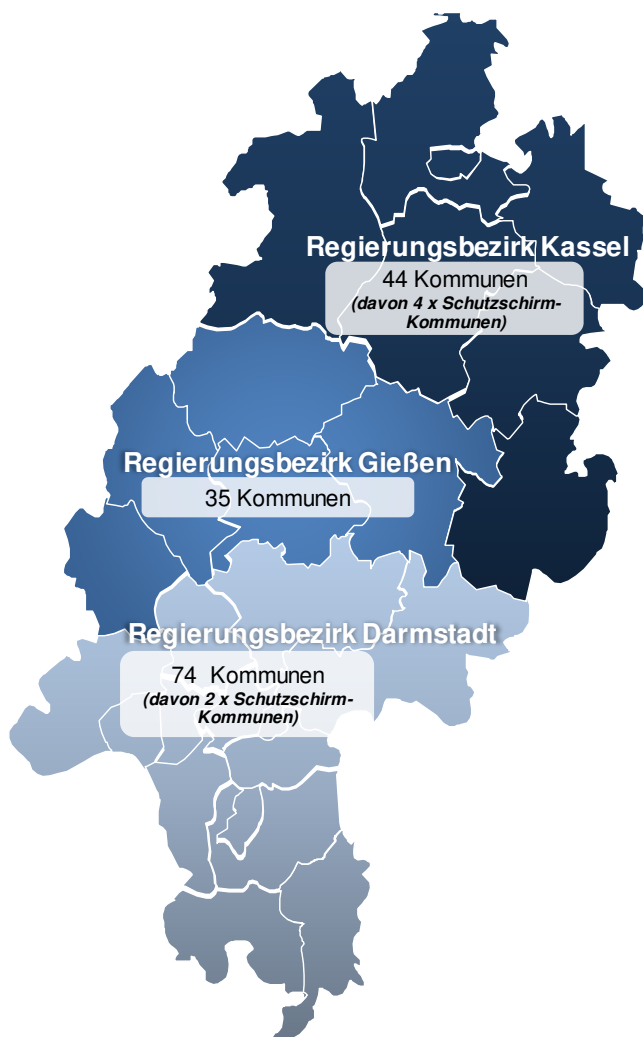 Regierungsbezirk Kassel
44 Kommunen
(davon 4 x Schutzschirm-
Kommunen)
Regierungsbezirk Gießen
35 Kommunen
Regierungsbezirk Darmstadt
74 Kommunen
(davon 2 x Schutzschirm-
Kommunen)